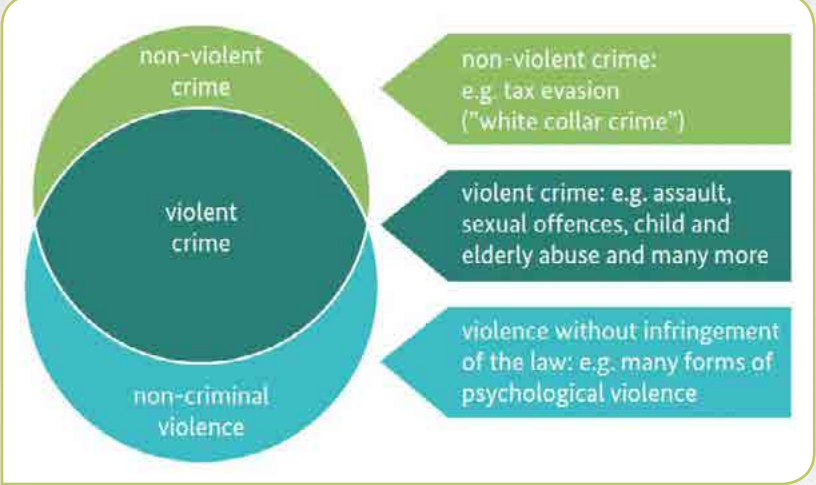 non-violent
crime
violent
crime
non-criminal
violence
non-violent crime:
e.g. tax evasion
("white collar crime")
violent crime: e.g. assault,
sexual offences, child and
elderly abuse and many more
violence without infringement
of the law: e.g. many forms of
psychological violence